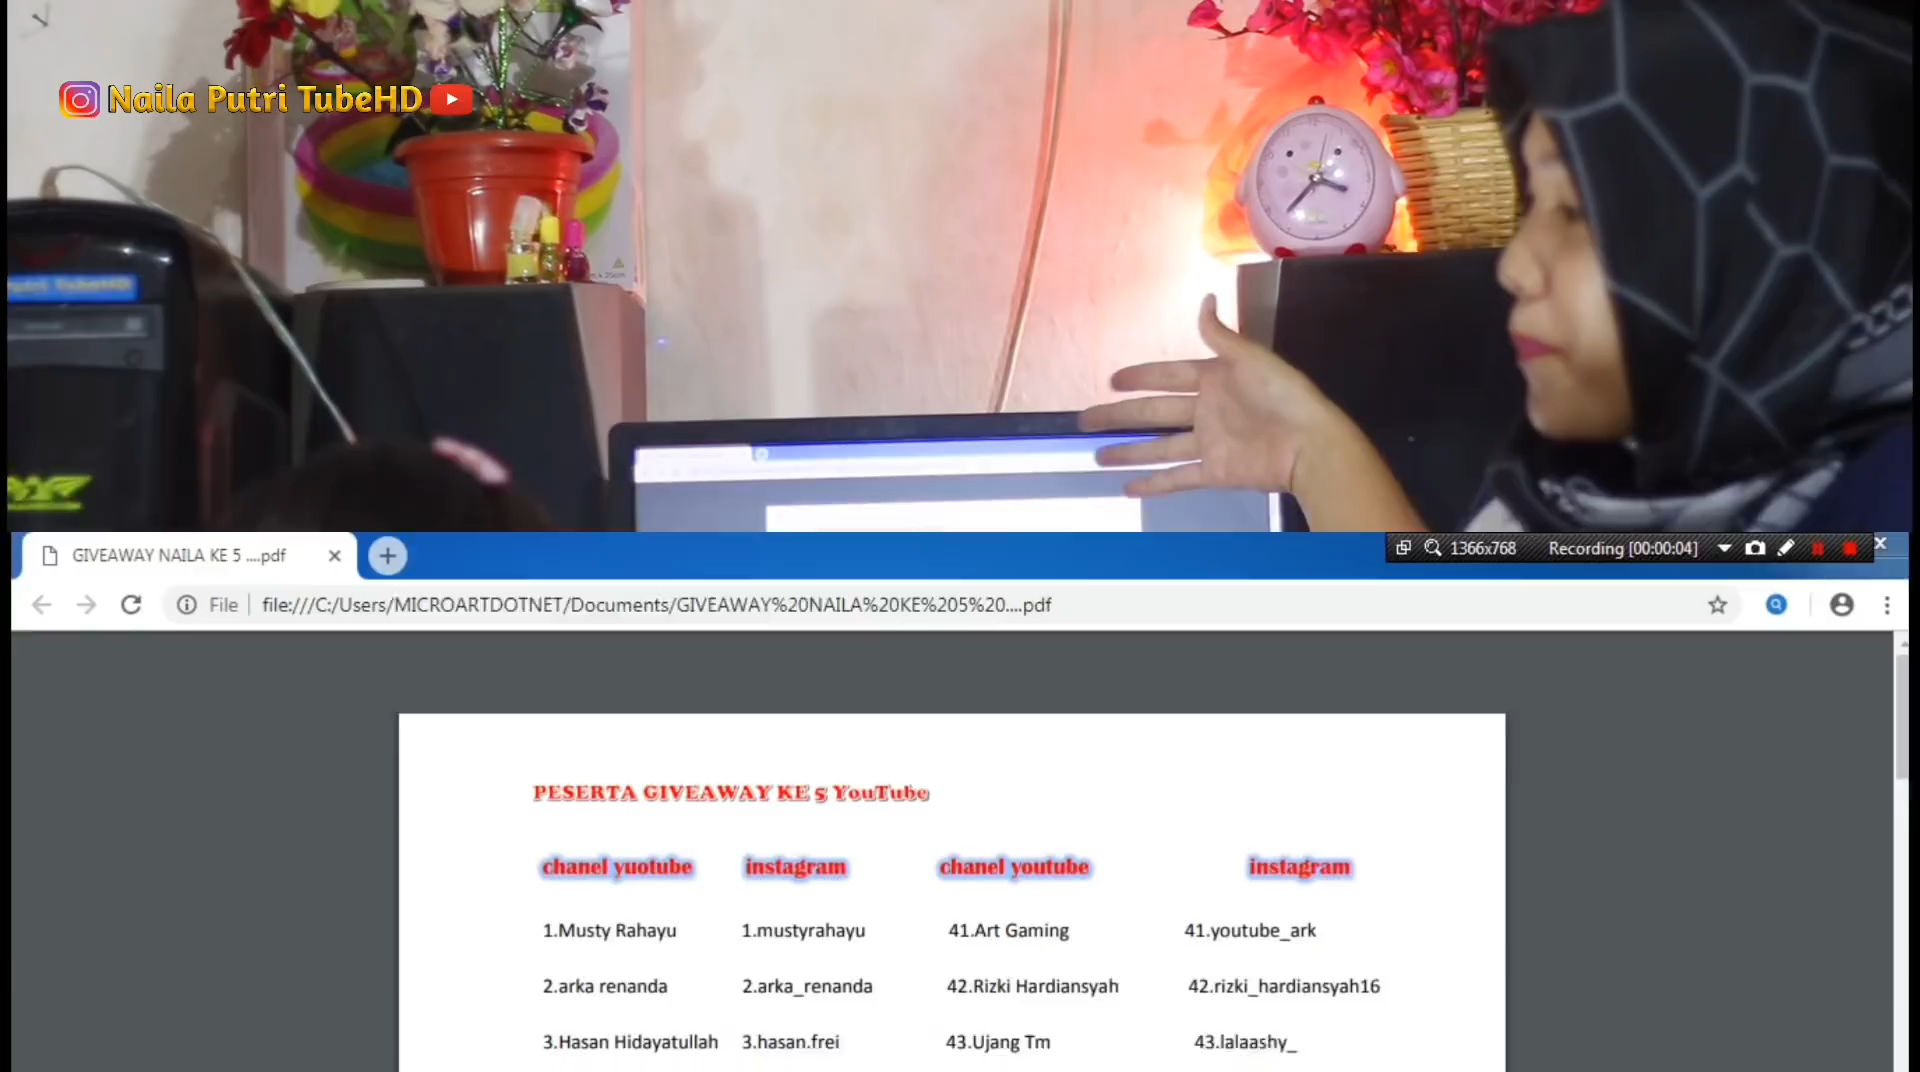 Naila Putri TubeHD
Putri TubeHD
GIVEAWAY NAILA KE 5 ....pdf
1366x768 Recording [00:00:04]
File file:///C:/Users/MICROARTDOTNET/Documents/GIVEAWAY%20NAILA%20KE%205%20....pdf
PESERTA GIVEAWAY KE 5 YouTube
chanel yuotube instagram chanel youtube instagram
1.Musty Rahayu 1.mustyrahayu 41.Art Gaming 41.youtube_ark
2.arka renanda 2.arka_renanda 42.Rizki Hardiansyah 42.rizki_hardiansyah16
3.Hasan Hidayatullah 3.hasan.frei 43.Ujang Tm 43.lalaashy_